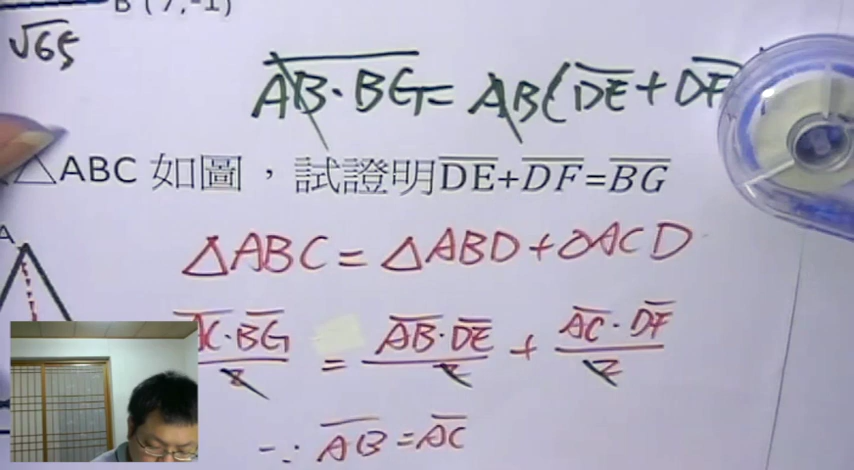 B (7,-1)
√65
AB·BG=AB(DE+DF
△ABC 如圖，試證明DE+DF=BG
△ABC=△ABD+△ACD
A
AC·BG/2 = AB·DE/2 + AC·DF/2
∵ AB=AC